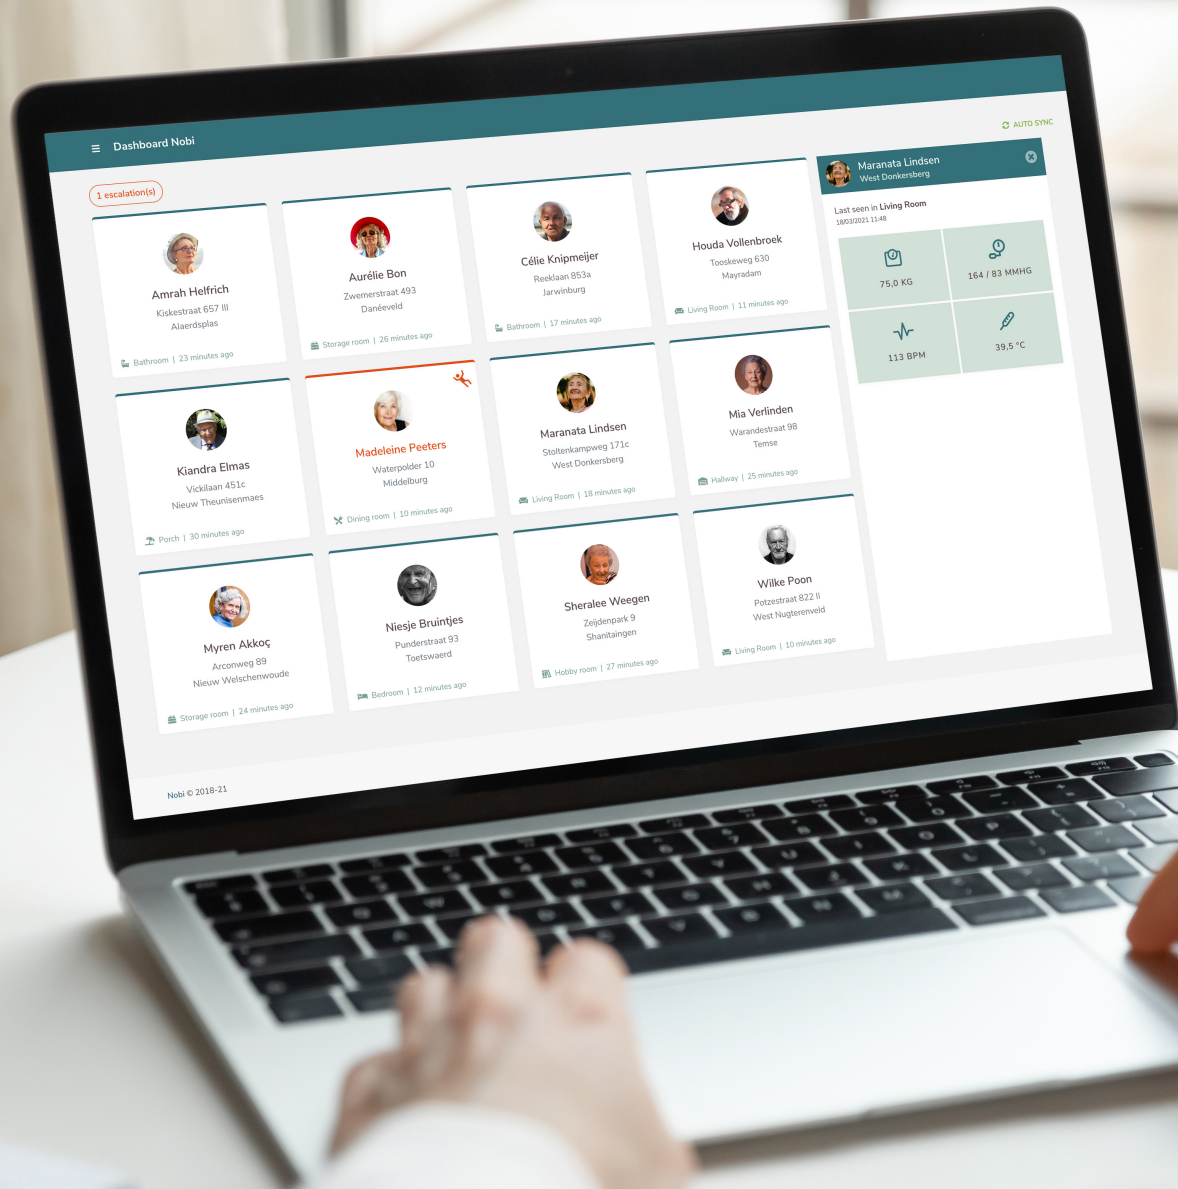 Dashboard Nobi
AUTO SYNC
1 escalation(s)
Amrah Helfrich
Kiskestraat 657 III
Alaerdsplas
Bathroom | 23 minutes ago
Aurélie Bon
Zwemerstraat 493
Danéeveld
Storage room | 26 minutes ago
Célie Knipmeijer
Reeklaan 853a
Jarwinburg
Bathroom | 17 minutes ago
Houda Vollenbroek
Tooskeweg 630
Mayradam
Living Room | 11 minutes ago
Kiandra Elmas
Vickilaan 451c
Nieuw Theunisenmaes
Porch | 30 minutes ago
Madeleine Peeters
Waterpolder 10
Middelburg
Dining room | 10 minutes ago
Maranata Lindsen
Stoltenkampweg 171c
West Donkersberg
Living Room | 18 minutes ago
Mia Verlinden
Warandestraat 98
Temse
Hallway | 25 minutes ago
Myren Akkoç
Arconweg 89
Nieuw Welschenwoude
Storage room | 24 minutes ago
Niesje Bruintjes
Punderstraat 93
Toetswaerd
Bedroom | 12 minutes ago
Sheralee Weegen
Zeijdenpark 9
Shanitaingen
Hobby room | 27 minutes ago
Wilke Poon
Potzestraat 822 II
West Nugterenveld
Living Room | 10 minutes ago
Maranata Lindsen
West Donkersberg
Last seen in Living Room
18/03/2021 11:48
75,0 KG
164 / 83 MMHG
113 BPM
39,5 °C
Nobi © 2018-21